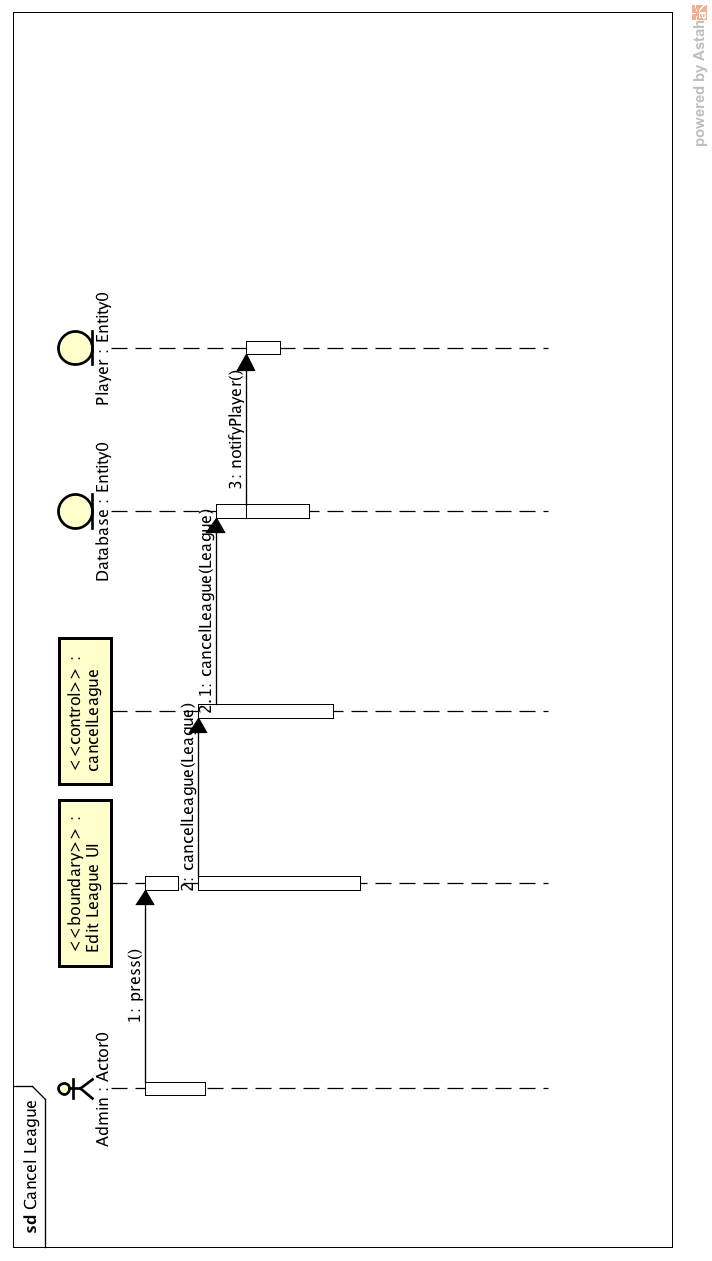 sd Cancel League
Admin : Actor0
<<boundary>> :
Edit League UI
<<control>> :
cancelLeague
Database : Entity0
Player : Entity0
1: press()
2: cancelLeague(League)
2.1: cancelLeague(League)
3: notifyPlayer()
powered by Astah